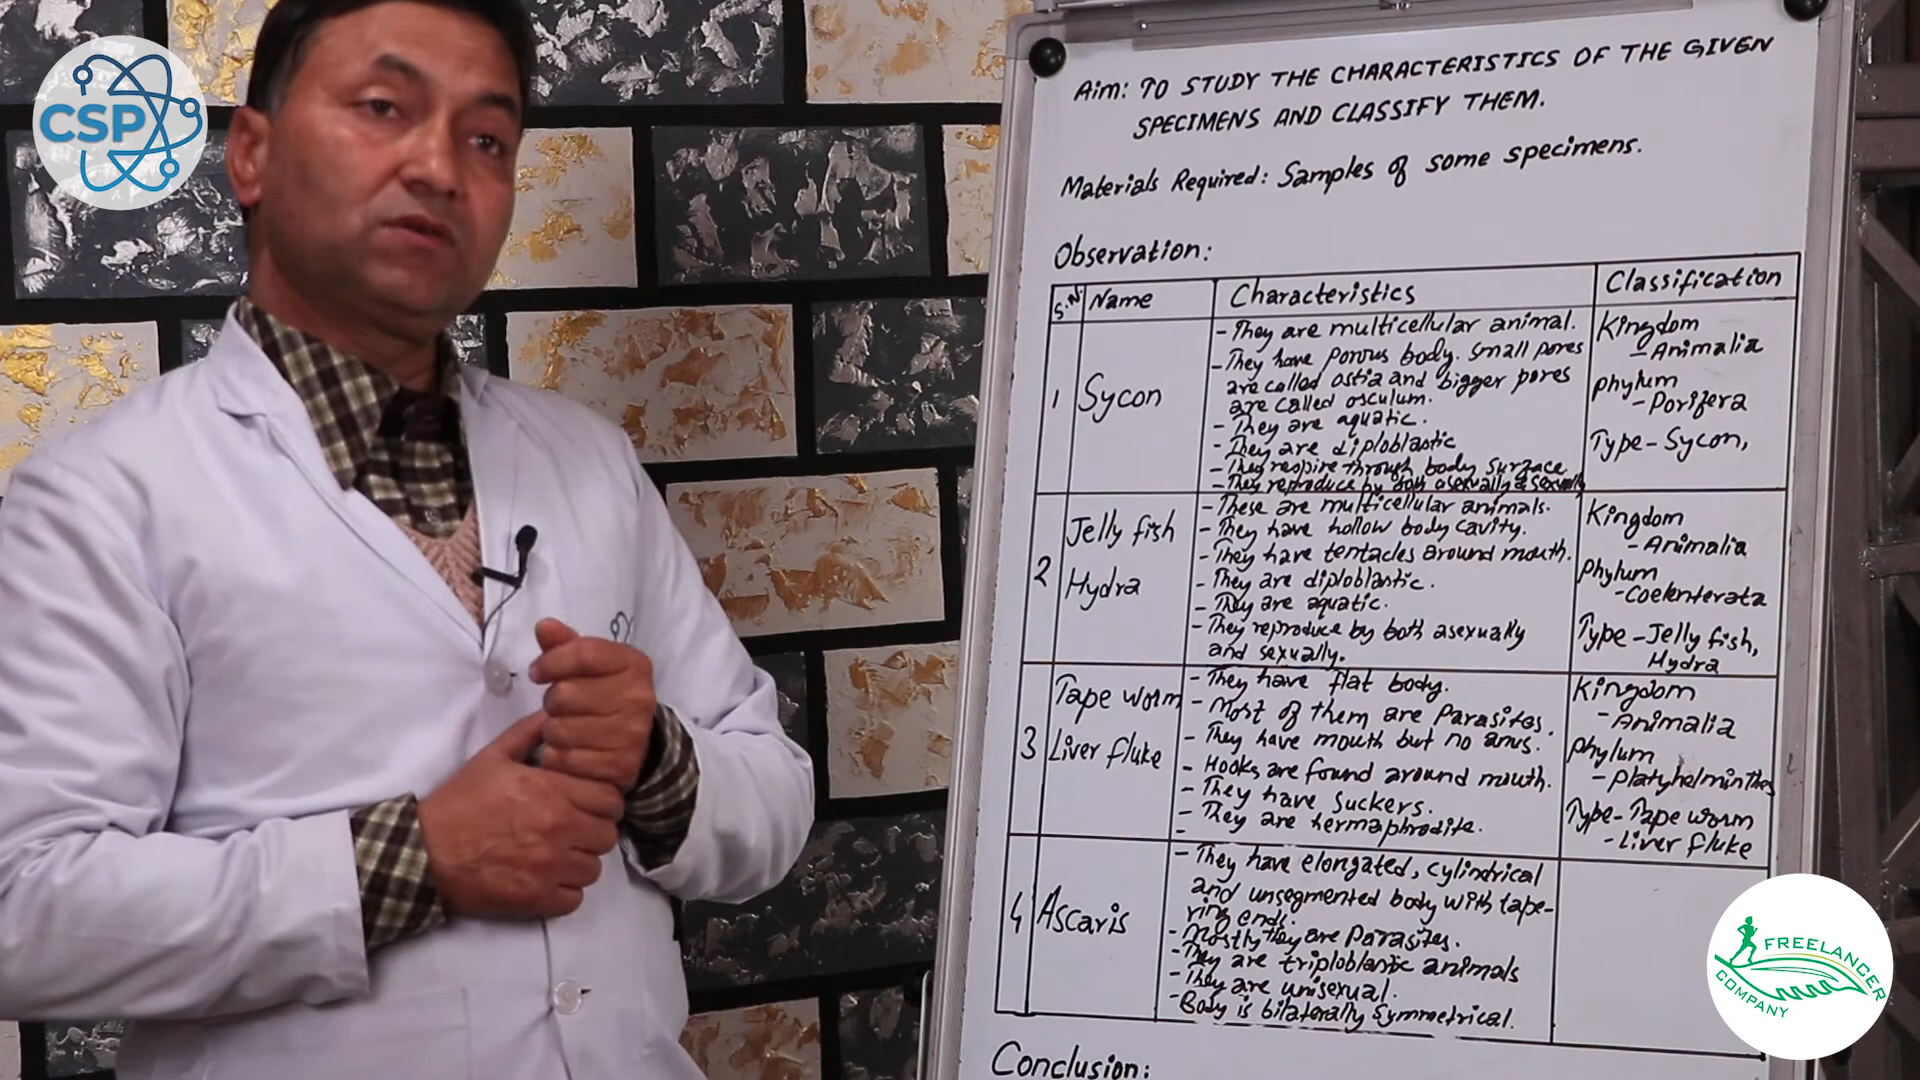 CSP
Aim: TO STUDY THE CHARACTERISTICS OF THE GIVEN
SPECIMENS AND CLASSIFY THEM.
Materials Required: Samples of some specimens.
Observation:
S.N. Name Characteristics Classification
1 Sycon
- They are multicellular animal.
- They have porous body. small pores
are called ostia and bigger pores
are called osculum.
- They are aquatic.
- They are diploblastic
- They respire through body surface
- They reproduce by both asexually & sexually
Kingdom
- Animalia
phylum
- Porifera
Type - Sycon,
2 Jelly fish
Hydra
- These are multicellular animals.
- They have hollow body cavity.
- They have tentacles around mouth.
- They are diploblastic.
- They are aquatic.
- They reproduce by both asexually
and sexually.
Kingdom
- Animalia
Phylum
- Coelenterata
Type - Jelly fish,
Hydra
3 Tape worm
Liver fluke
- They have flat body.
- Most of them are Parasites.
- They have mouth but no anus.
- Hooks are found around mouth.
- They have suckers.
- They are hermaphrodite.
-
Kingdom
- Animalia
Phylum
- Platyhelminthes
Type - Tape worm
- Liver fluke
4 Ascaris
- They have elongated, cylindrical
and unsegmented body with tape-
ring ends.
- Mostly they are Parasites.
- They are triploblastic animals
- They are unisexual.
- Body is bilaterally symmetrical.
Conclusion:
FREELANCER
COMPANY